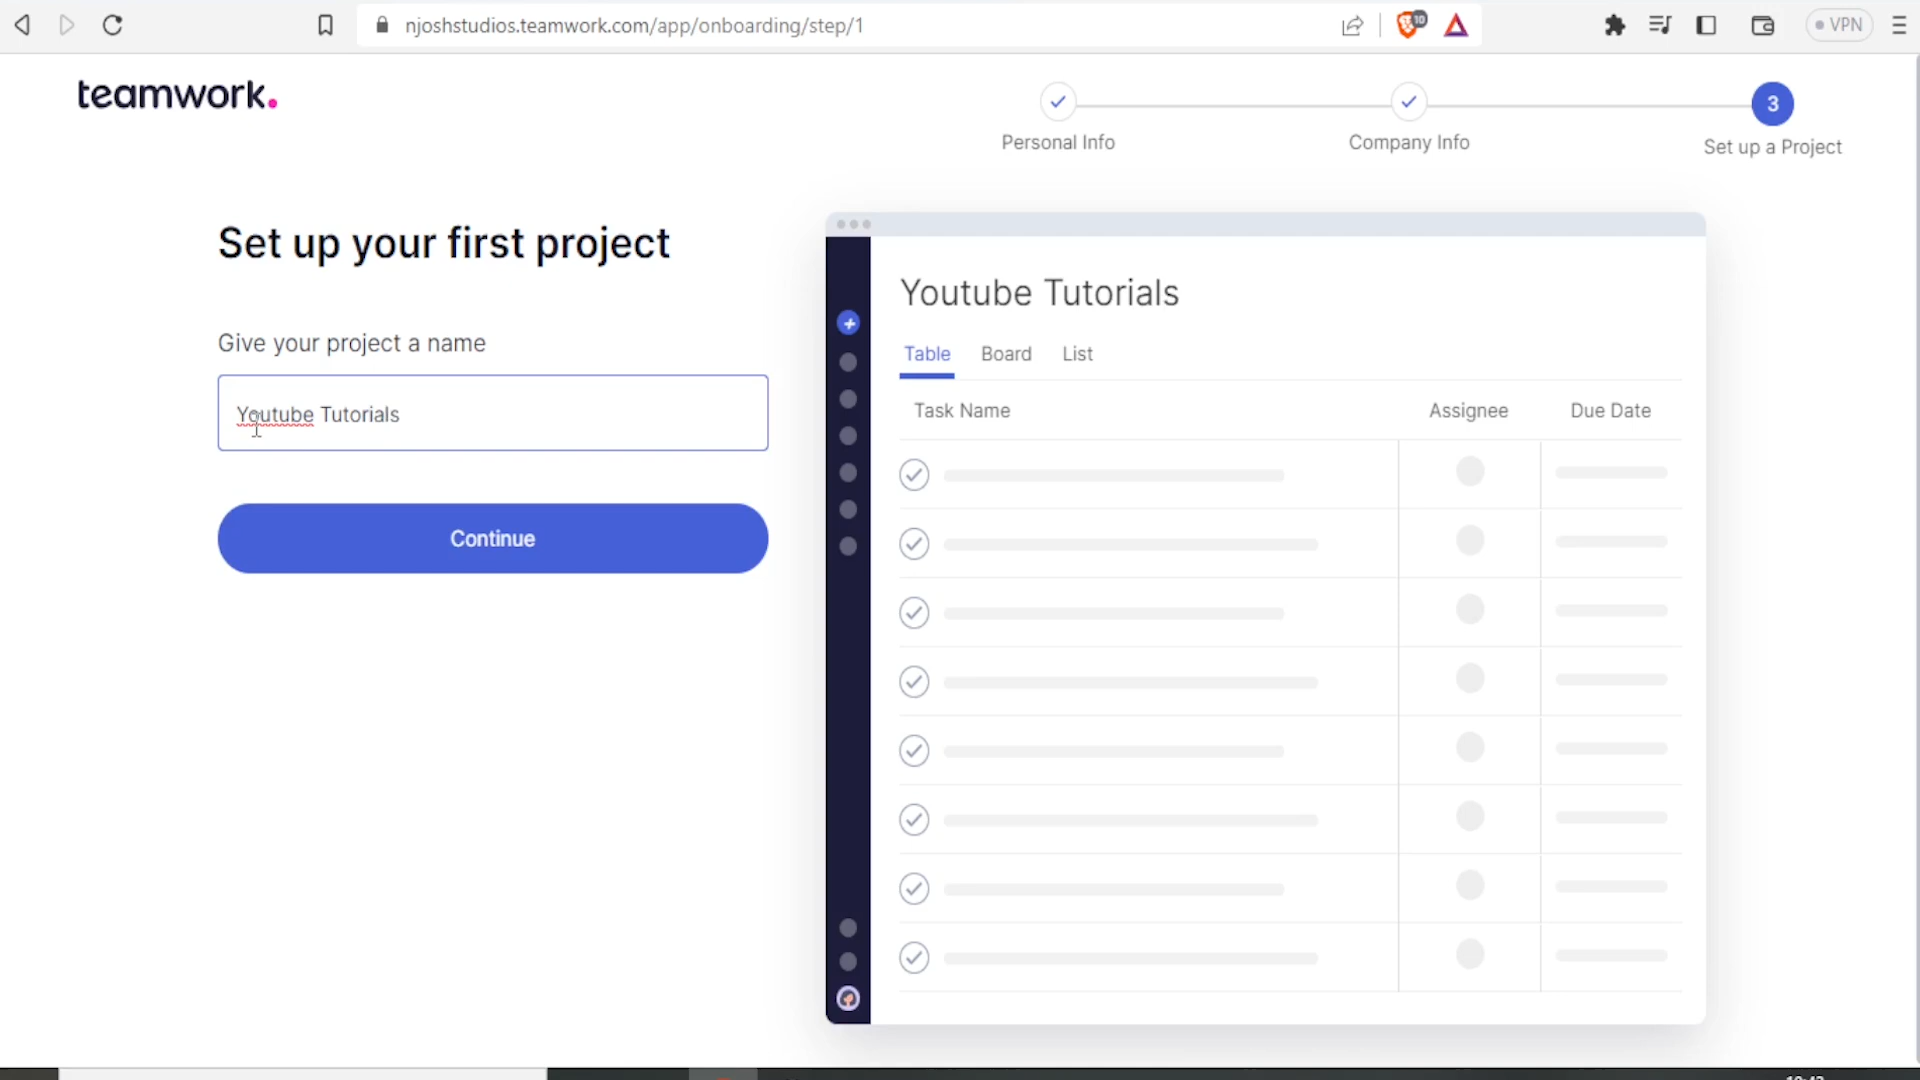 njoshstudios.teamwork.com/app/onboarding/step/1
10
VPN
teamwork.
3
Personal Info
Company Info
Set up a Project
Set up your first project
Youtube Tutorials
Give your project a name
Table
Board
List
Youtube Tutorials
Task Name
Assignee
Due Date
Continue